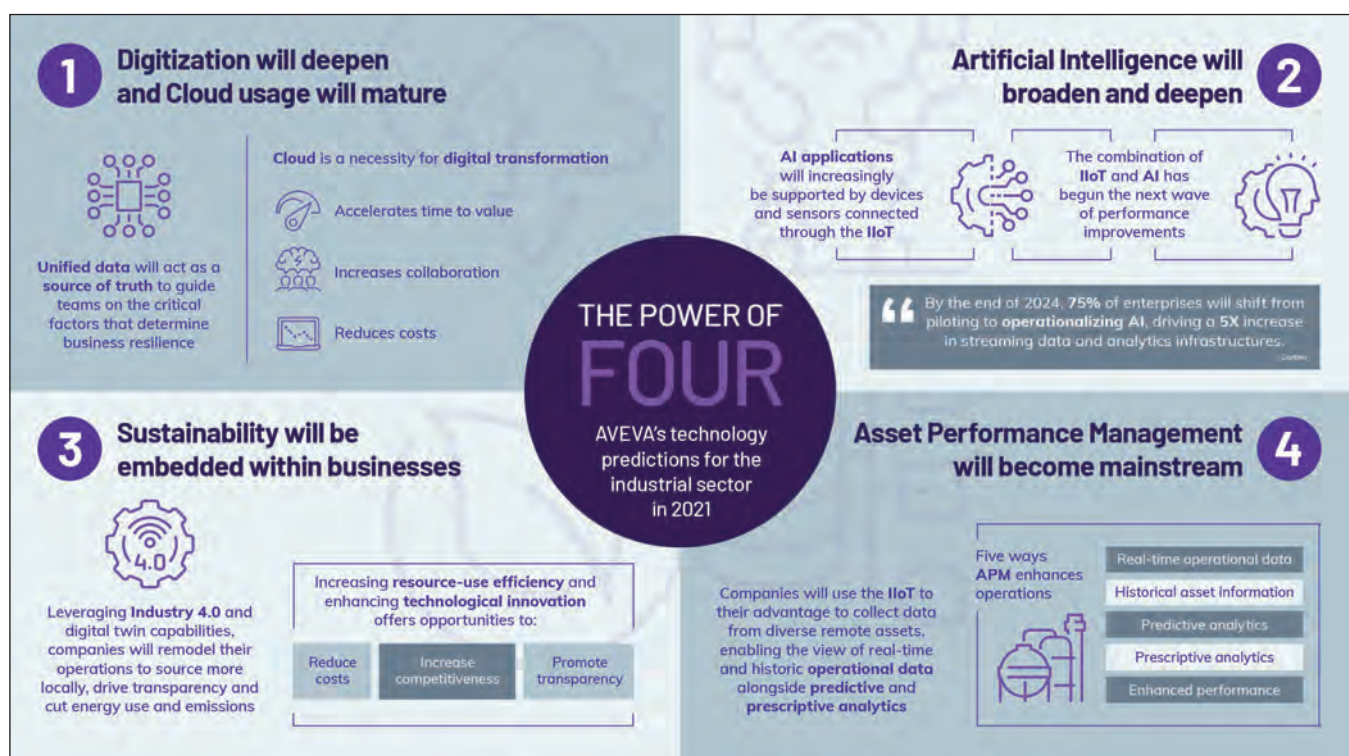 1
Digitization will deepen
and Cloud usage will mature
Unified data will act as a
source of truth to guide
teams on the critical
factors that determine
business resilience
Cloud is a necessity for digital transformation
Accelerates time to value
Increases collaboration
Reduces costs
Artificial Intelligence will
broaden and deepen
2
AI applications
will increasingly
be supported by devices
and sensors connected
through the IIoT
The combination of
IIoT and AI has
begun the next wave
of performance
improvements
“ By the end of 2024, 75% of enterprises will shift from
piloting to operationalizing AI, driving a 5X increase
in streaming data and analytics infrastructures.
THE POWER OF
FOUR
AVEVA's technology
predictions for the
industrial sector
in 2021
3
Sustainability will be
embedded within businesses
4.0
Leveraging Industry 4.0 and
digital twin capabilities,
companies will remodel their
operations to source more
locally, drive transparency and
cut energy use and emissions
Increasing resource-use efficiency and
enhancing technological innovation
offers opportunities to:
Reduce
costs
Increase
competitiveness
Promote
transparency
Asset Performance Management
will become mainstream
4
Companies will use the IIoT to
their advantage to collect data
from diverse remote assets,
enabling the view of real-time
and historic operational data
alongside predictive and
prescriptive analytics
Five ways
APM enhances
operations
Real-time operational data
Historical asset information
Predictive analytics
Prescriptive analytics
Enhanced performance